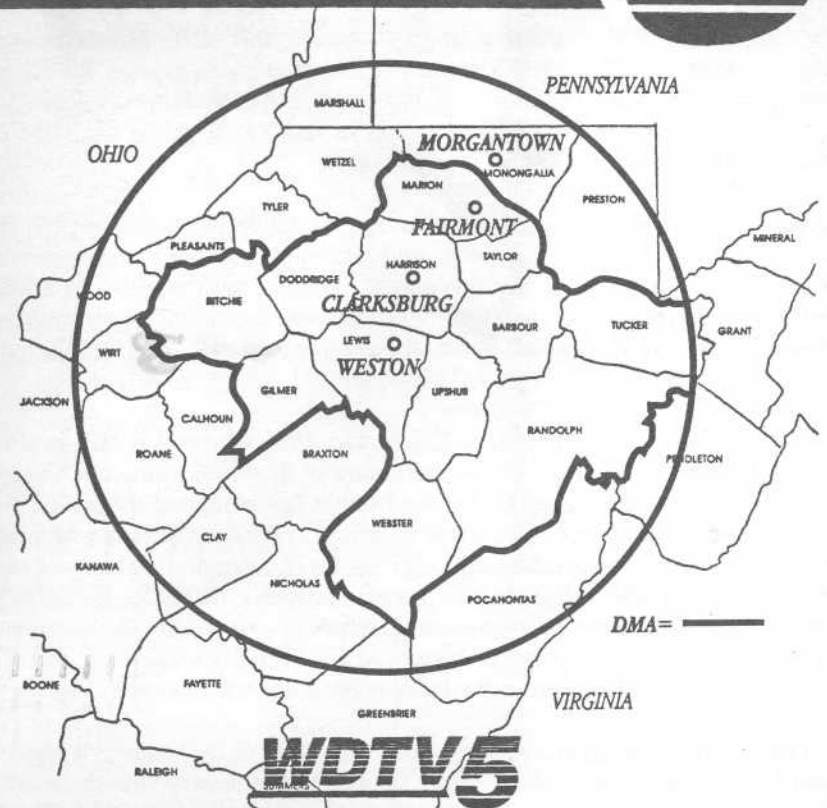 PENNSYLVANIA
MARSHALL
OHIO
MORGANTOWN
WETZEL
MONONGALIA
MARION
PRESTON
TYLER
FAIRMONT
MINERAL
PLEASANTS
TAYLOR
HARRISON
DODDRIDGE
WOOD
RITCHIE
CLARKSBURG
BARBOUR
TUCKER
GRANT
WIRT
LEWIS
WESTON
GILMER
UPSHUR
JACKSON
CALHOUN
RANDOLPH
ROANE
BRAXTON
PENDLETON
WEBSTER
CLAY
KANAWA
NICHOLAS
POCAHONTAS
DMA=
BOONE
FAYETTE
VIRGINIA
GREENBRIER
WDTV5
RALEIGH
SUMMERS